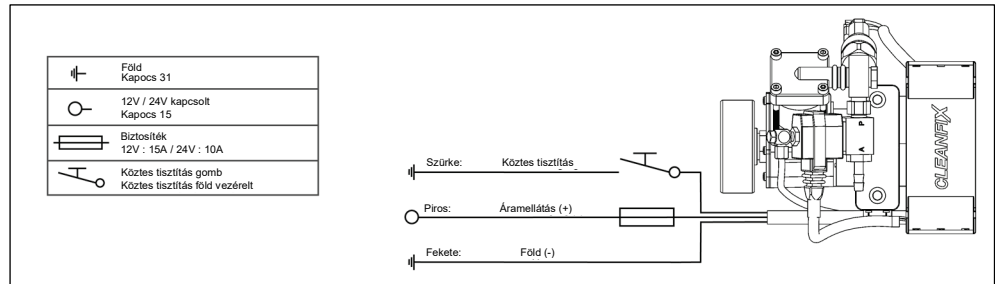 Föld
Kapocs 31
12V / 24V kapcsolt
Kapocs 15
Biztosíték
12V : 15A / 24V : 10A
Köztes tisztítás gomb
Köztes tisztítás föld vezérelt
Szürke: Köztes tisztítás
Piros: Áramellátás (+)
Fekete: Föld (-)
A P
CLEANFIX